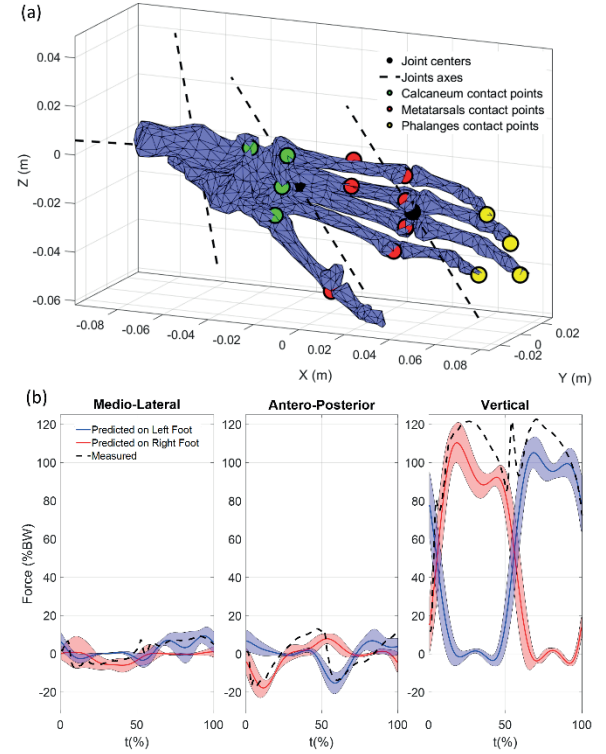 (a)
0.04
0.02
0
-0.02
-0.04
-0.06
Z (m)
Joint centers
Joints axes
Calcaneum contact points
Metatarsals contact points
Phalanges contact points
-0.08
-0.06
-0.04
-0.02
0
0.02
0.04
0.06
0.08
X (m)
0.02
0
-0.02
Y (m)
(b)
Medio-Lateral
Antero-Posterior
Vertical
Predicted on Left Foot
Predicted on Right Foot
Measured
Force (%BW)
120
100
80
60
40
20
0
-20
120
100
80
60
40
20
0
-20
120
100
80
60
40
20
0
-20
0 50 100
0 50 100
0 50 100
t(%)
t(%)
t(%)